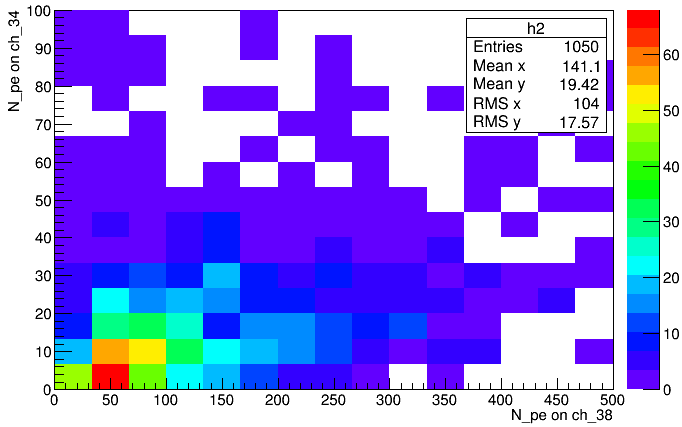 N_pe on ch_34
100
90
80
70
60
50
40
30
20
10
0
h2
Entries 1050
Mean x 141.1
Mean y 19.42
RMS x 104
RMS y 17.57
60
50
40
30
20
10
0
0 50 100 150 200 250 300 350 400 450 500
N_pe on ch_38